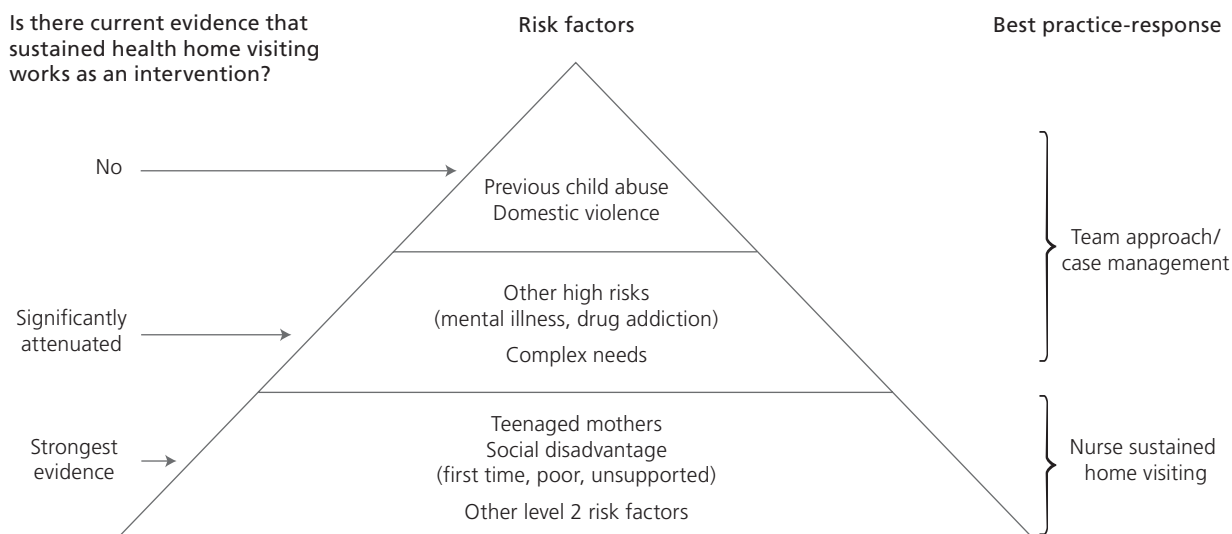 Is there current evidence that
sustained health home visiting
works as an intervention?
Risk factors
Best practice-response
No
Previous child abuse
Domestic violence
Team approach/
case management
Significantly
attenuated
Other high risks
(mental illness, drug addiction)
Complex needs
Strongest
evidence
Teenaged mothers
Social disadvantage
(first time, poor, unsupported)
Other level 2 risk factors
Nurse sustained
home visiting